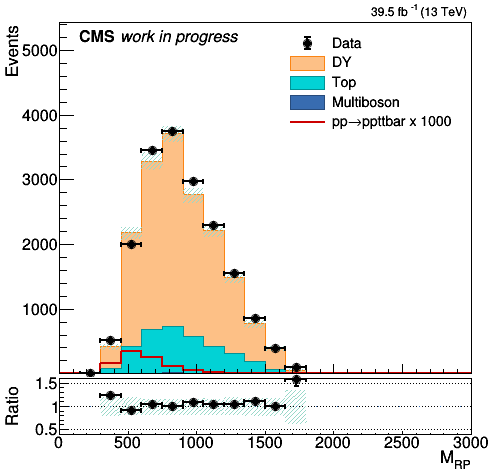 39.5 fb⁻¹ (13 TeV)
CMS work in progress
Data
DY
Top
Multiboson
pp→ppttbar x 1000
Events
5000
4000
3000
2000
1000
Ratio
1.5
1
0.5
0 500 1000 1500 2000 2500 3000
M_RP